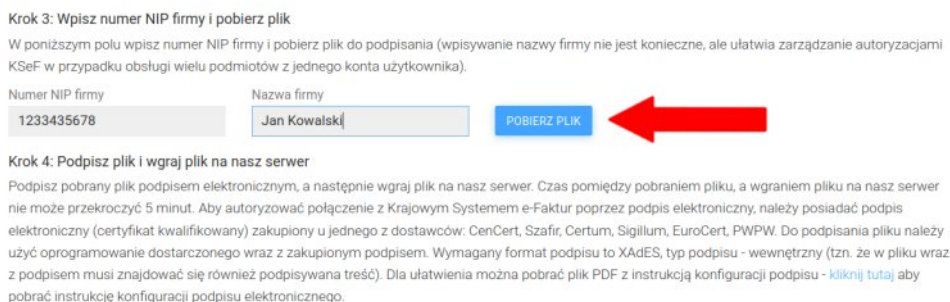 Krok 3: Wpisz numer NIP firmy i pobierz plik
W poniższym polu wpisz numer NIP firmy i pobierz plik do podpisania (wpisywanie nazwy firmy nie jest konieczne, ale ułatwia zarządzanie autoryzacjami
KSeF w przypadku obsługi wielu podmiotów z jednego konta użytkownika).
Numer NIP firmy Nazwa firmy
1233435678 Jan Kowalski POBIERZ PLIK
Krok 4: Podpisz plik i wgraj plik na nasz serwer
Podpisz pobrany plik podpisem elektronicznym, a następnie wgraj plik na nasz serwer. Czas pomiędzy pobraniem pliku, a wgraniem pliku na nasz serwer
nie może przekroczyć 5 minut. Aby autoryzować połączenie z Krajowym Systemem e-Faktur poprzez podpis elektroniczny, należy posiadać podpis
elektroniczny (certyfikat kwalifikowany) zakupiony u jednego z dostawców: CenCert, Szafir, Certum, Sigillum, EuroCert, PWPW. Do podpisania pliku należy
użyć oprogramowanie dostarczonego wraz z zakupionym podpisem. Wymagany format podpisu to XAdES, typ podpisu - wewnętrzny (tzn. że w pliku wraz
z podpisem musi znajdować się również podpisywana treść). Dla ułatwienia można pobrać plik PDF z instrukcją konfiguracji podpisu - kliknij tutaj aby
pobrać instrukcję konfiguracji podpisu elektronicznego.